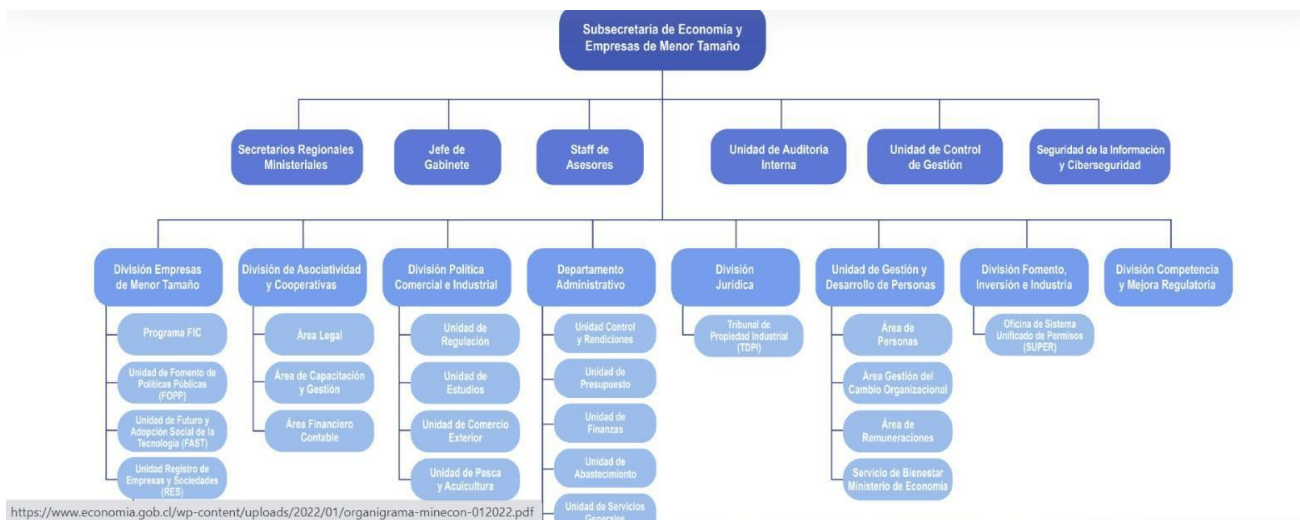 Subsecretaría de Economía y
Empresas de Menor Tamaño
Secretarios Regionales
Ministeriales
Jefe de
Gabinete
Staff de
Asesores
Unidad de Auditoría
Interna
Unidad de Control
de Gestión
Seguridad de la Información
y Ciberseguridad
División Empresas
de Menor Tamaño
Programa FIC
Unidad de Fomento de
Políticas Públicas
(FOPP)
Unidad de Futuro y
Adopción Social de la
Tecnología (FAST)
Unidad Registro de
Empresas y Sociedades
(RES)
División de Asociatividad
y Cooperativas
Área Legal
Área de Capacitación
y Gestión
Área Financiero
Contable
División Política
Comercial e Industrial
Unidad de
Regulación
Unidad de
Estudios
Unidad de Comercio
Exterior
Unidad de Pesca
y Acuicultura
Departamento
Administrativo
Unidad Control
y Rendiciones
Unidad de
Presupuesto
Unidad de
Finanzas
Unidad de
Abastecimiento
Unidad de Servicios
Generales
División
Jurídica
Tribunal de
Propiedad Industrial
(TDPI)
Unidad de Gestión y
Desarrollo de Personas
Área de
Personas
Área Gestión del
Cambio Organizacional
Área de
Remuneraciones
Servicio de Bienestar
Ministerio de Economía
División Fomento,
Inversión e Industria
Oficina de Sistema
Unificado de Permisos
(SUPER)
División Competencia
y Mejora Regulatoria
https://www.economia.gob.cl/wp-content/uploads/2022/01/organigrama-minecon-012022.pdf